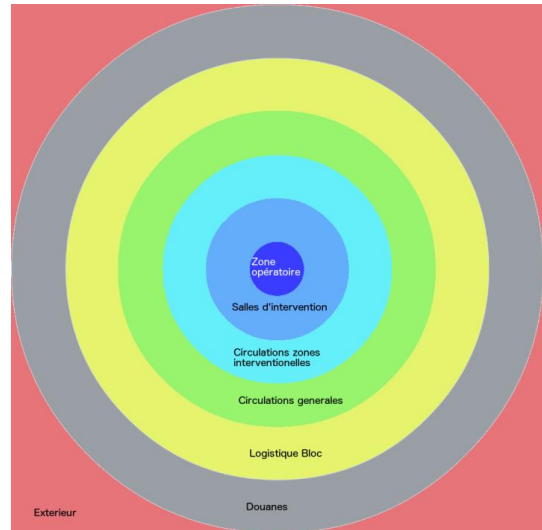 Zone
opératoire
Salles d'intervention
Circulations zones
interventionelles
Circulations generales
Logistique Bloc
Douanes
Exterieur